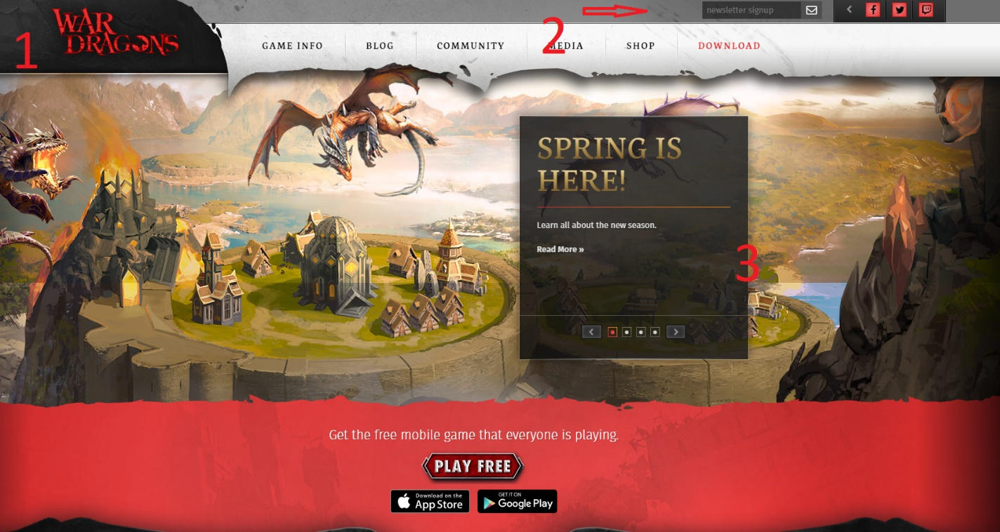 1
WAR
DRAGONS
2
newsletter signup
GAME INFO
BLOG
COMMUNITY
MEDIA
SHOP
DOWNLOAD
SPRING IS
HERE!
Learn all about the new season.
Read More »
3
Get the free mobile game that everyone is playing.
PLAY FREE
Download on the
App Store
GET IT ON
Google Play